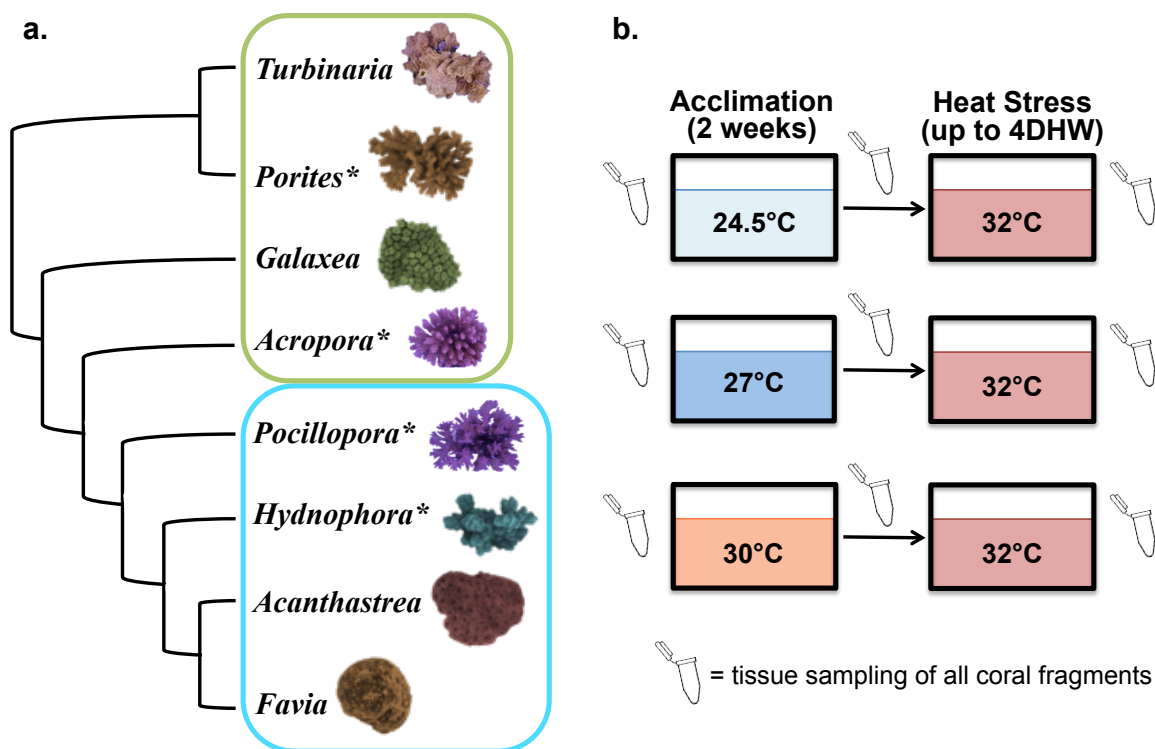 a.
Turbinaria
Porites*
Galaxea
Acropora*
Pocillopora*
Hydnophora*
Acanthastrea
Favia
b.
Acclimation
(2 weeks)
Heat Stress
(up to 4DHW)
24.5°C
32°C
27°C
32°C
30°C
32°C
= tissue sampling of all coral fragments